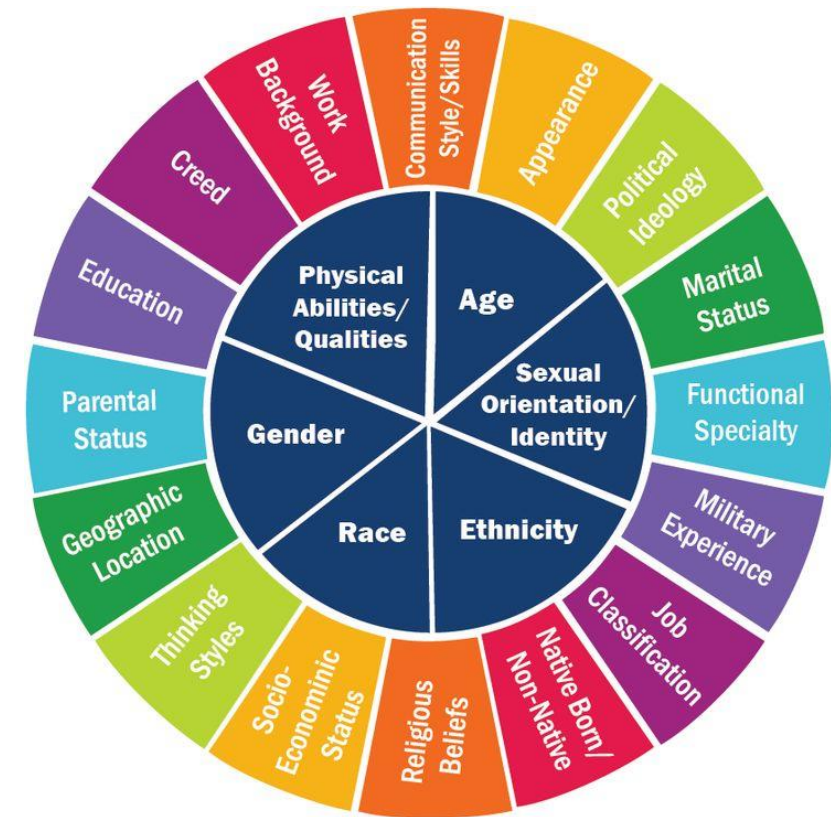 Communication
Style/Skills
Appearance
Political
Ideology
Marital
Status
Functional
Specialty
Military
Experience
Job
Classification
Native Born/
Non-Native
Religious
Beliefs
Socio-
Econominic
Status
Thinking
Styles
Geographic
Location
Parental
Status
Education
Creed
Work
Background
Physical
Abilities/
Qualities
Age
Sexual
Orientation/
Identity
Ethnicity
Race
Gender